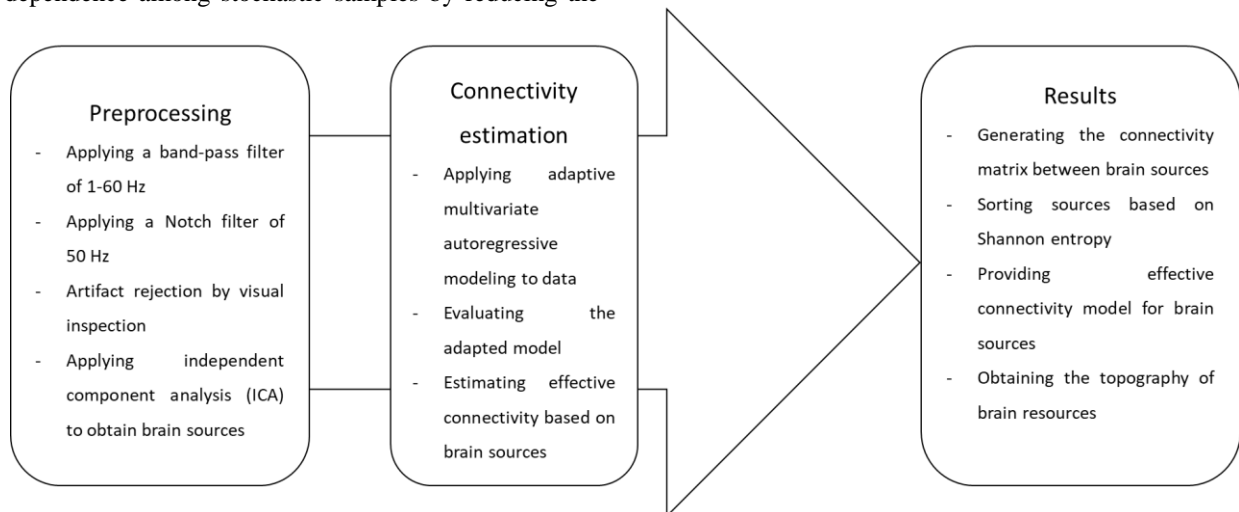 dependence among stochastic samples by reducing the
Preprocessing
- Applying a band-pass filter
of 1-60 Hz
- Applying a Notch filter of
50 Hz
- Artifact rejection by visual
inspection
- Applying independent
component analysis (ICA)
to obtain brain sources
Connectivity
estimation
- Applying adaptive
multivariate
autoregressive
modeling to data
- Evaluating the
adapted model
- Estimating effective
connectivity based on
brain sources
Results
- Generating the connectivity
matrix between brain sources
- Sorting sources based on
Shannon entropy
- Providing effective
connectivity model for brain
sources
- Obtaining the topography of
brain resources